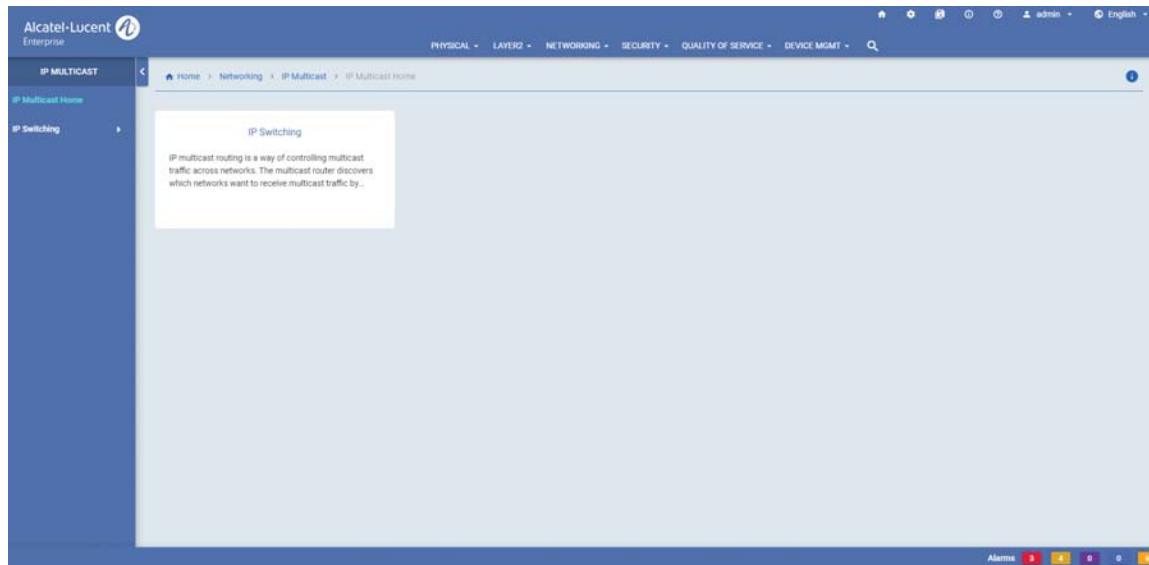 Alcatel·Lucent
Enterprise
admin
English
PHYSICAL
LAYER2
NETWORKING
SECURITY
QUALITY OF SERVICE
DEVICE MGMT
IP MULTICAST
Home
Networking
IP Multicast
IP Multicast Home
IP Multicast Home
IP Switching
IP Switching
IP multicast routing is a way of controlling multicast
traffic across networks. The multicast router discovers
which networks want to receive multicast traffic by...
Alarms 3 4 0 0